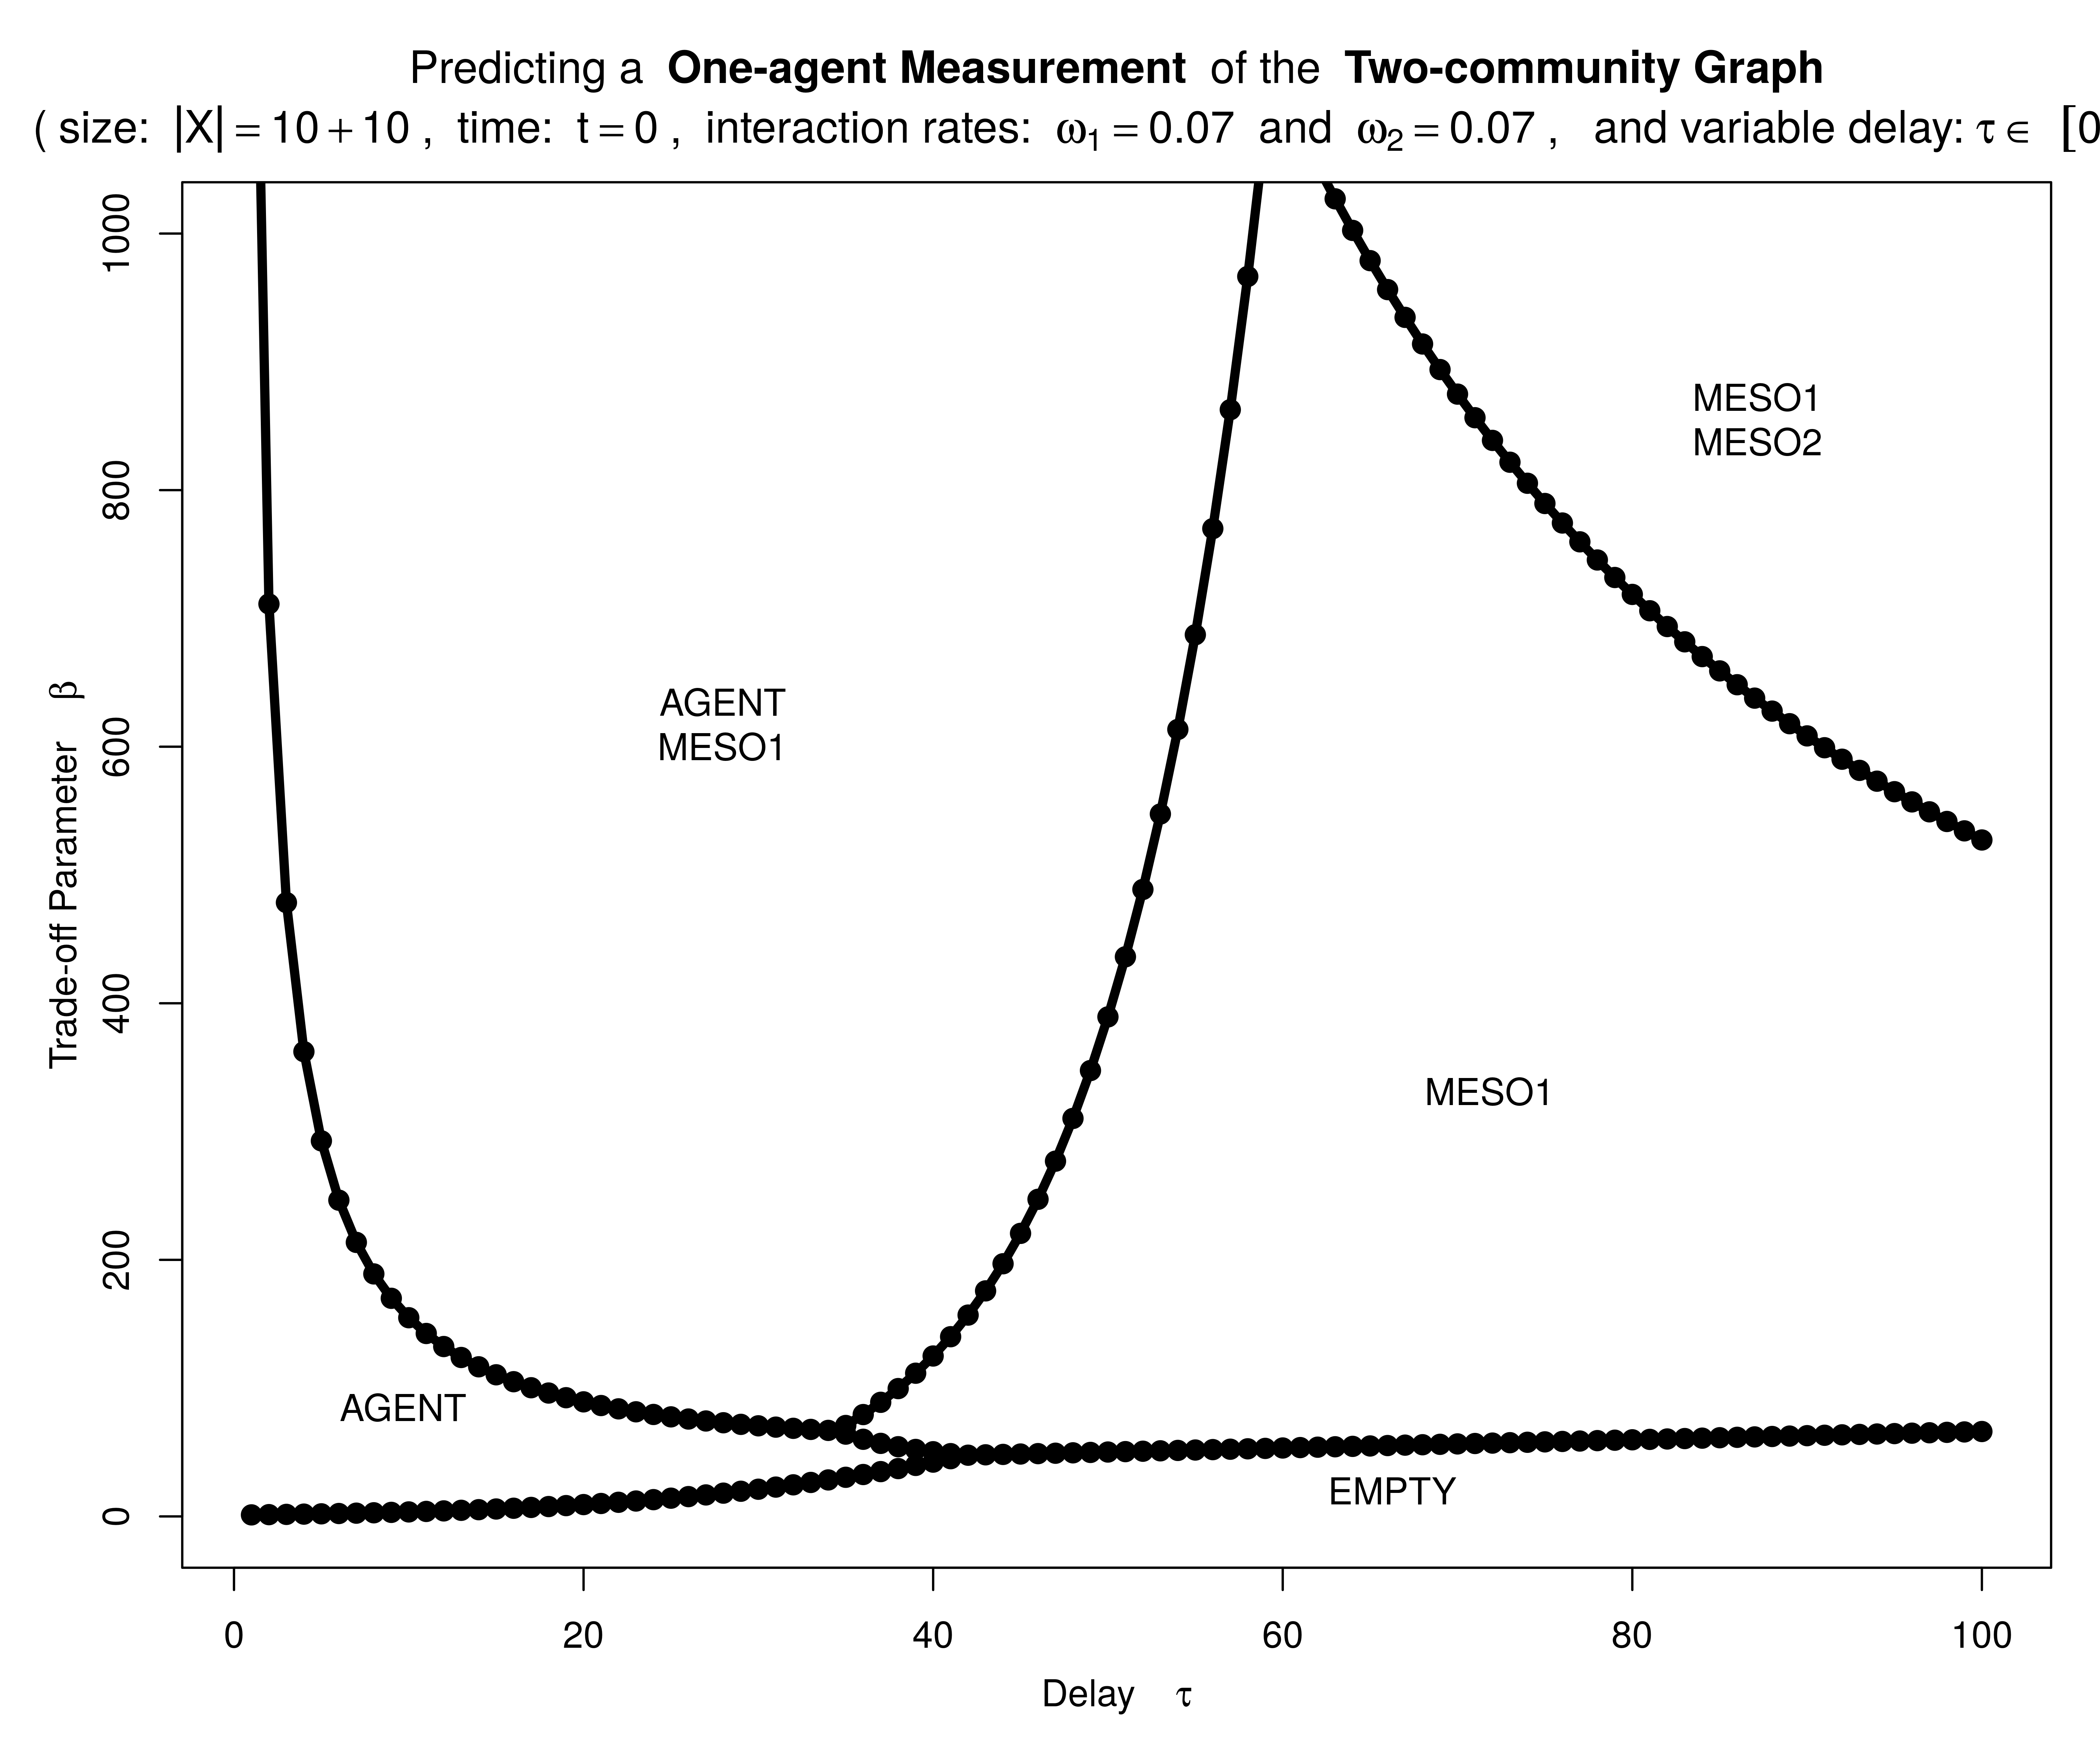 Predicting a One-agent Measurement of the Two-community Graph
( size: |X| = 10 + 10 , time: t = 0 , interaction rates: ω1 = 0.07 and ω2 = 0.07 , and variable delay: τ ∈ [0
1000
800
600
400
200
0
Trade-off Parameter β
MESO1
MESO2
AGENT
MESO1
MESO1
AGENT
EMPTY
0 20 40 60 80 100
Delay τ